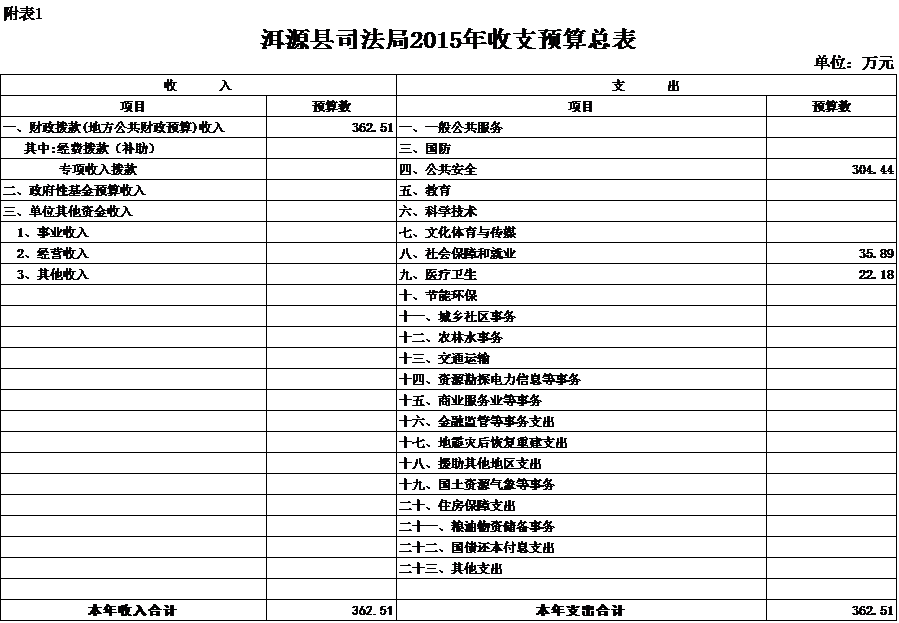 附表1
洱源县司法局2015年收支预算总表
单位：万元
收 入 支 出
项目 预算数 项目 预算数
一、财政拨款(地方公共财政预算)收入 362.51 一、一般公共服务
其中:经费拨款（补助） 三、国防
专项收入拨款 四、公共安全 304.44
二、政府性基金预算收入 五、教育
三、单位其他资金收入 六、科学技术
1、事业收入 七、文化体育与传媒
2、经营收入 八、社会保障和就业 35.89
3、其他收入 九、医疗卫生 22.18
十、节能环保
十一、城乡社区事务
十二、农林水事务
十三、交通运输
十四、资源勘探电力信息等事务
十五、商业服务业等事务
十六、金融监管等事务支出
十七、地震灾后恢复重建支出
十八、援助其他地区支出
十九、国土资源气象等事务
二十、住房保障支出
二十一、粮油物资储备事务
二十二、国债还本付息支出
二十三、其他支出
本年收入合计 362.51 本年支出合计 362.51